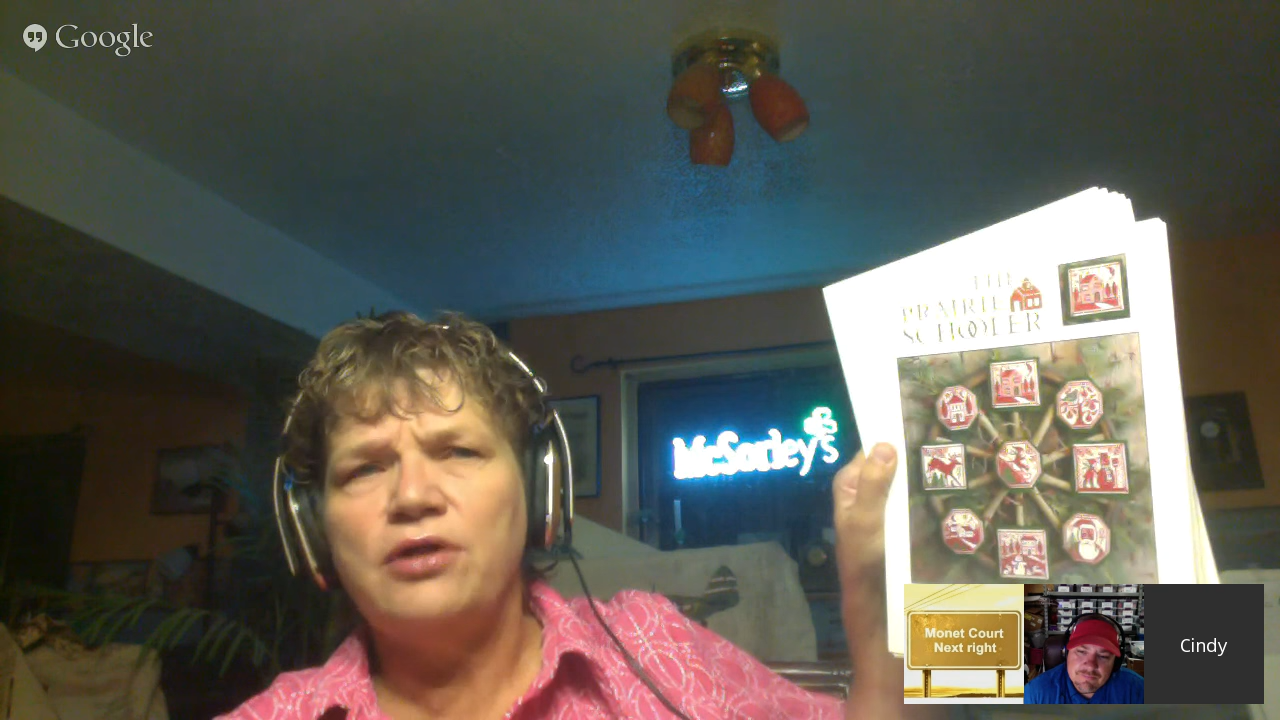 Google
THE
PRAIRIE
SCHOOLER
McSorley's
Monet Court
Next right
Cindy